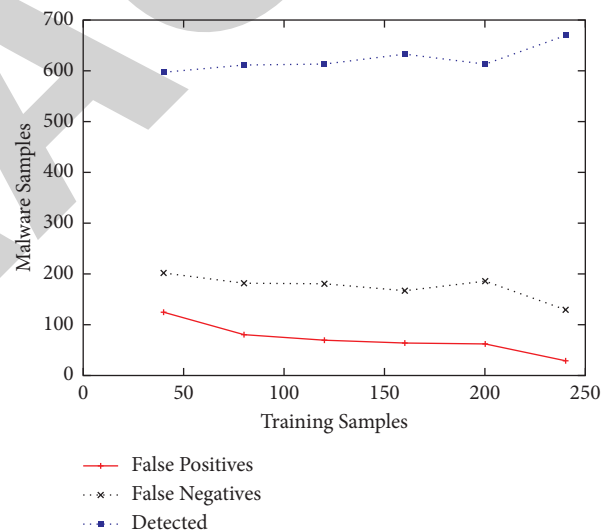 700
600
500
400
300
200
100
0
Malware Samples
0 50 100 150 200 250
Training Samples
False Positives
False Negatives
Detected